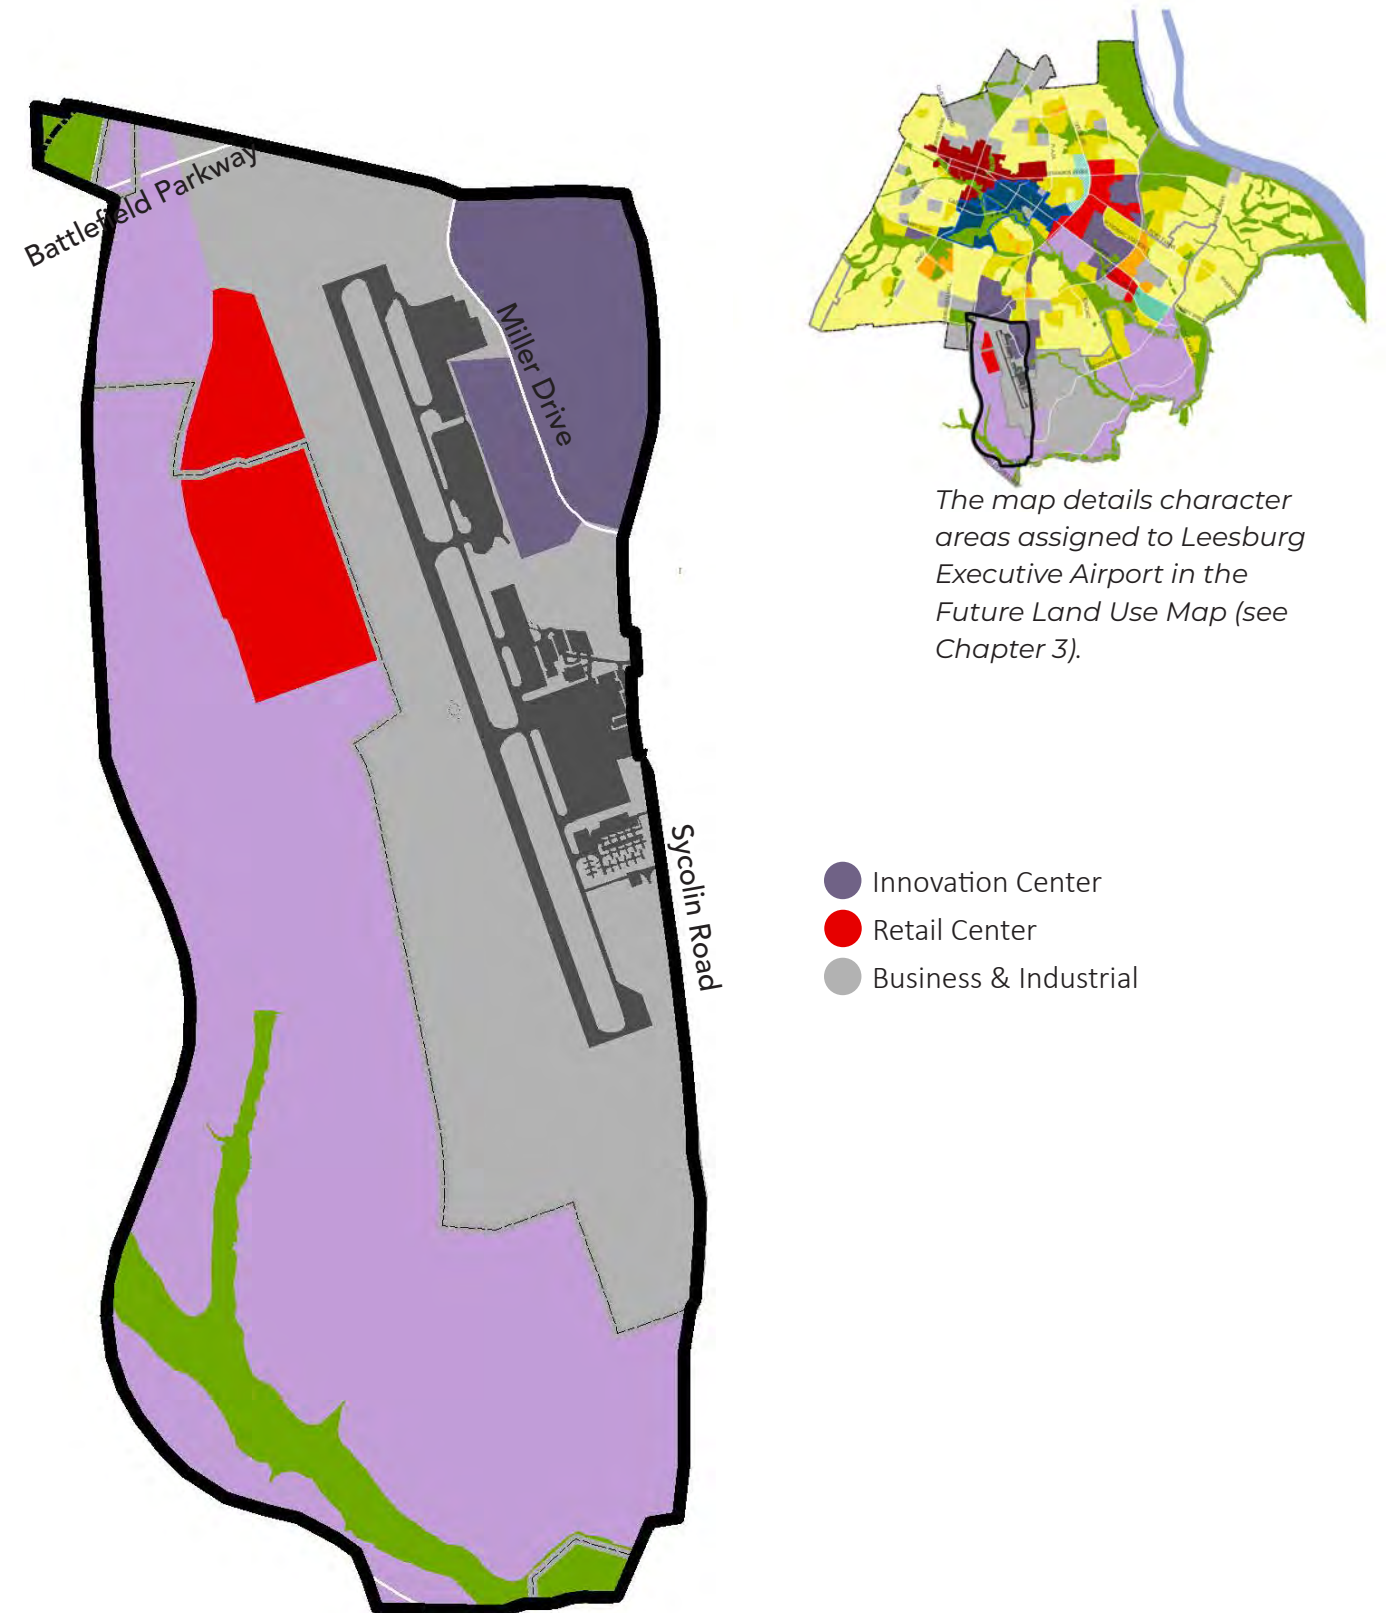 Battlefield Parkway
Miller Drive
Sycolin Road
The map details character
areas assigned to Leesburg
Executive Airport in the
Future Land Use Map (see
Chapter 3).
Innovation Center
Retail Center
Business & Industrial